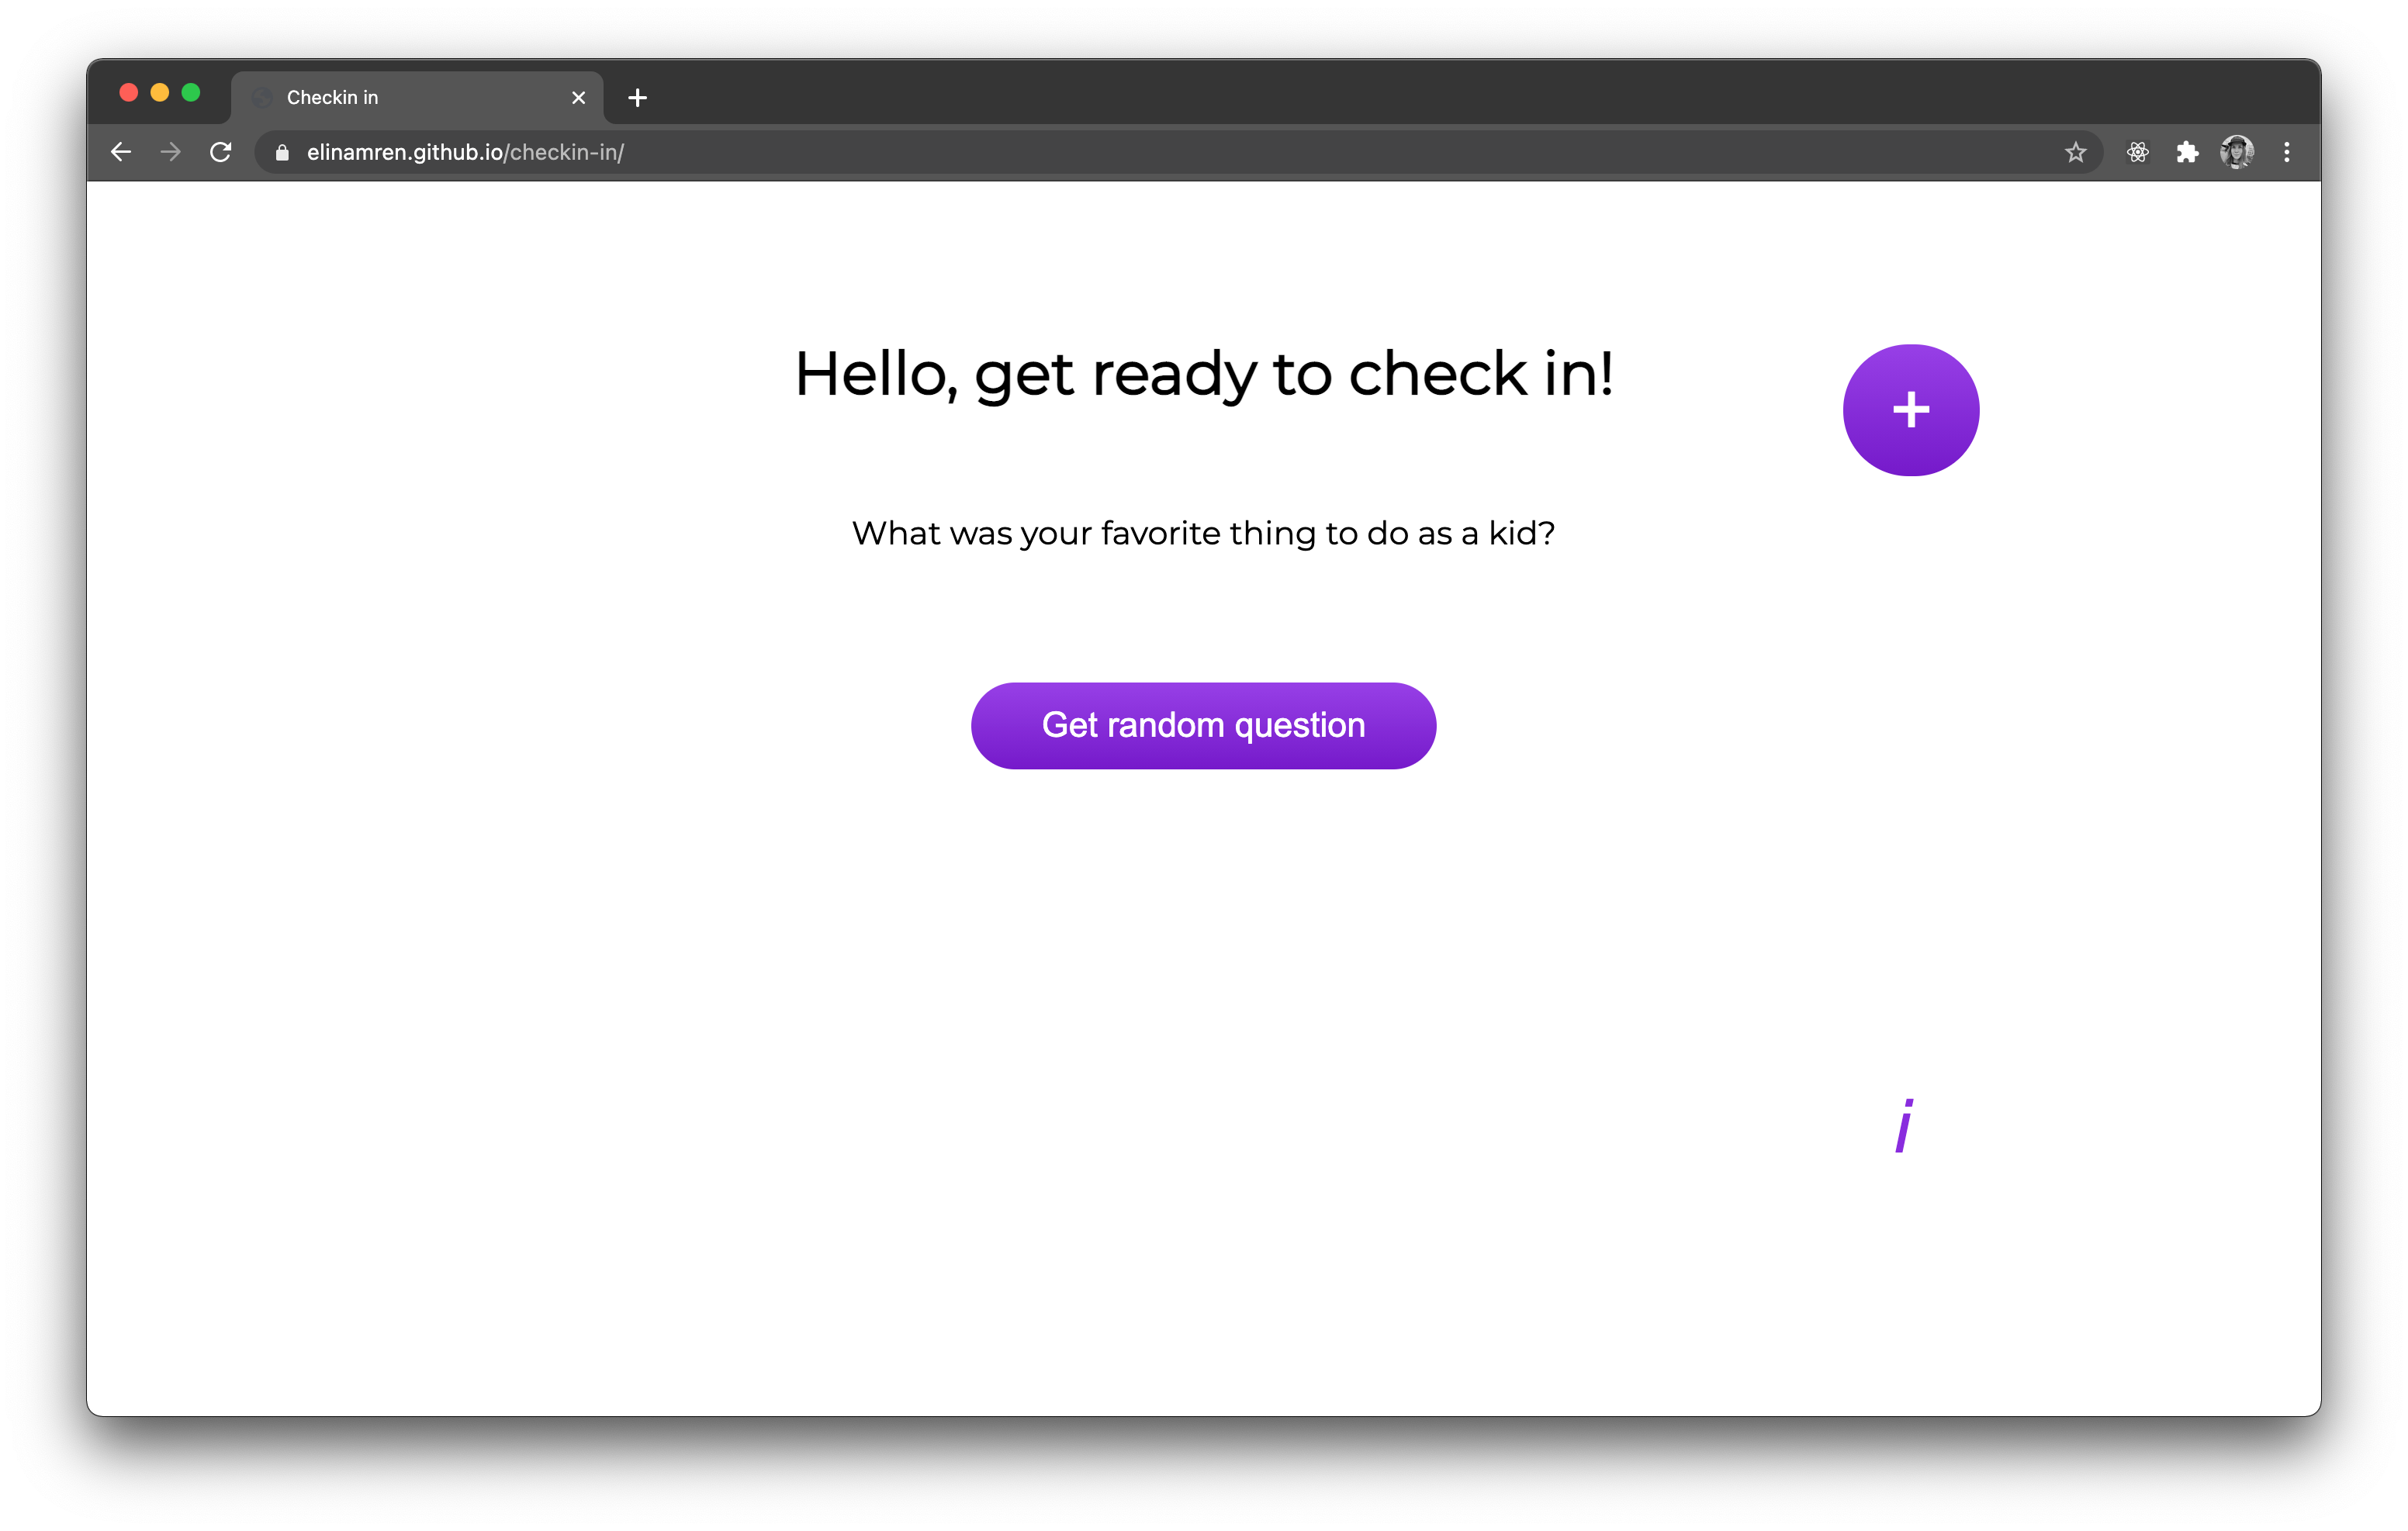 Checkin in
elinamren.github.io/checkin-in/
Hello, get ready to check in!
+
What was your favorite thing to do as a kid?
Get random question
i